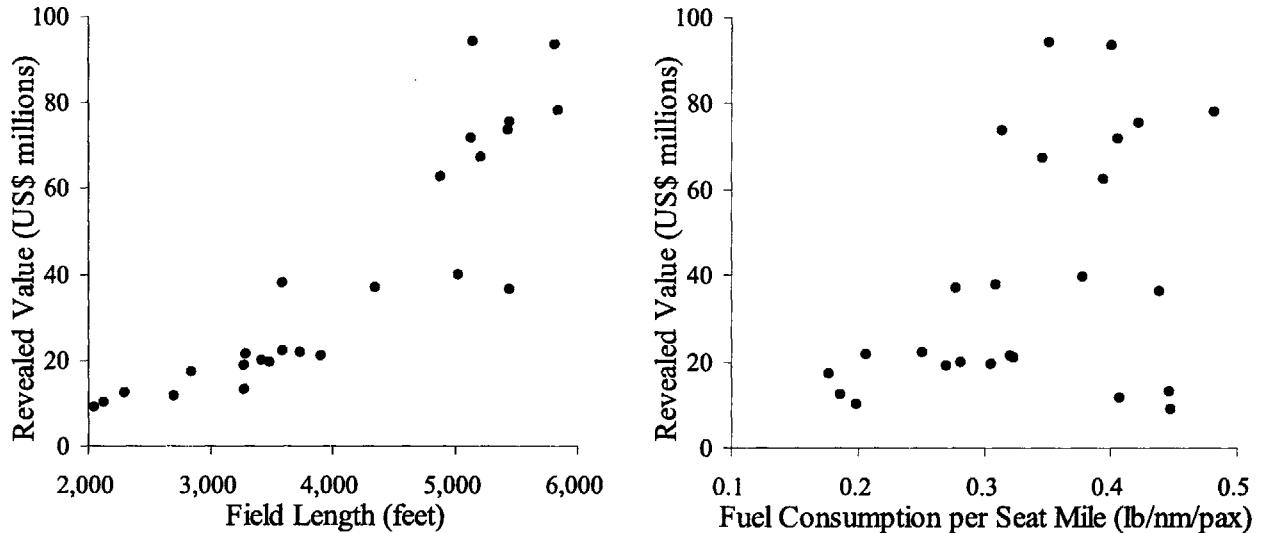 Revealed Value (US$ millions)
100
80
60
40
20
0
2,000 3,000 4,000 5,000 6,000
Field Length (feet)
Revealed Value (US$ millions)
100
80
60
40
20
0
0.1 0.2 0.3 0.4 0.5
Fuel Consumption per Seat Mile (lb/nm/pax)